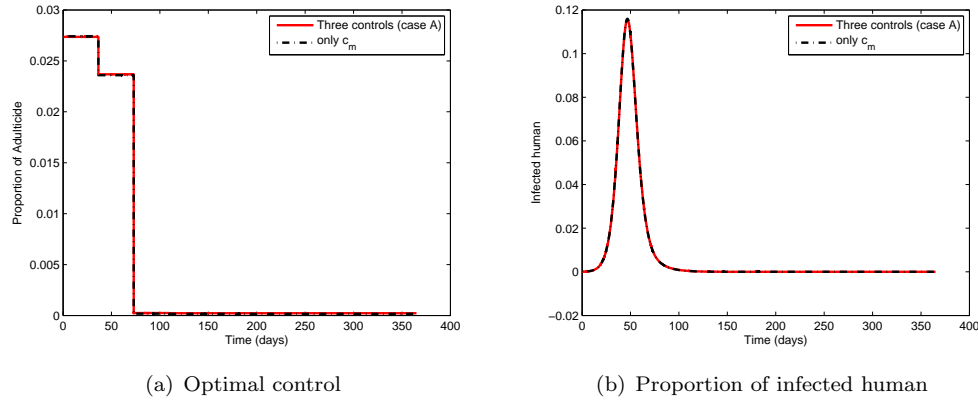 0.03
0.025
0.02
0.015
0.01
0.005
0
0 50 100 150 200 250 300 350 400
Proportion of Adulticide
Time (days)
Three controls (case A)
only c_m
(a) Optimal control
0.12
0.1
0.08
0.06
0.04
0.02
0
−0.02
0 50 100 150 200 250 300 350 400
Infected human
Time (days)
Three controls (case A)
only c_m
(b) Proportion of infected human